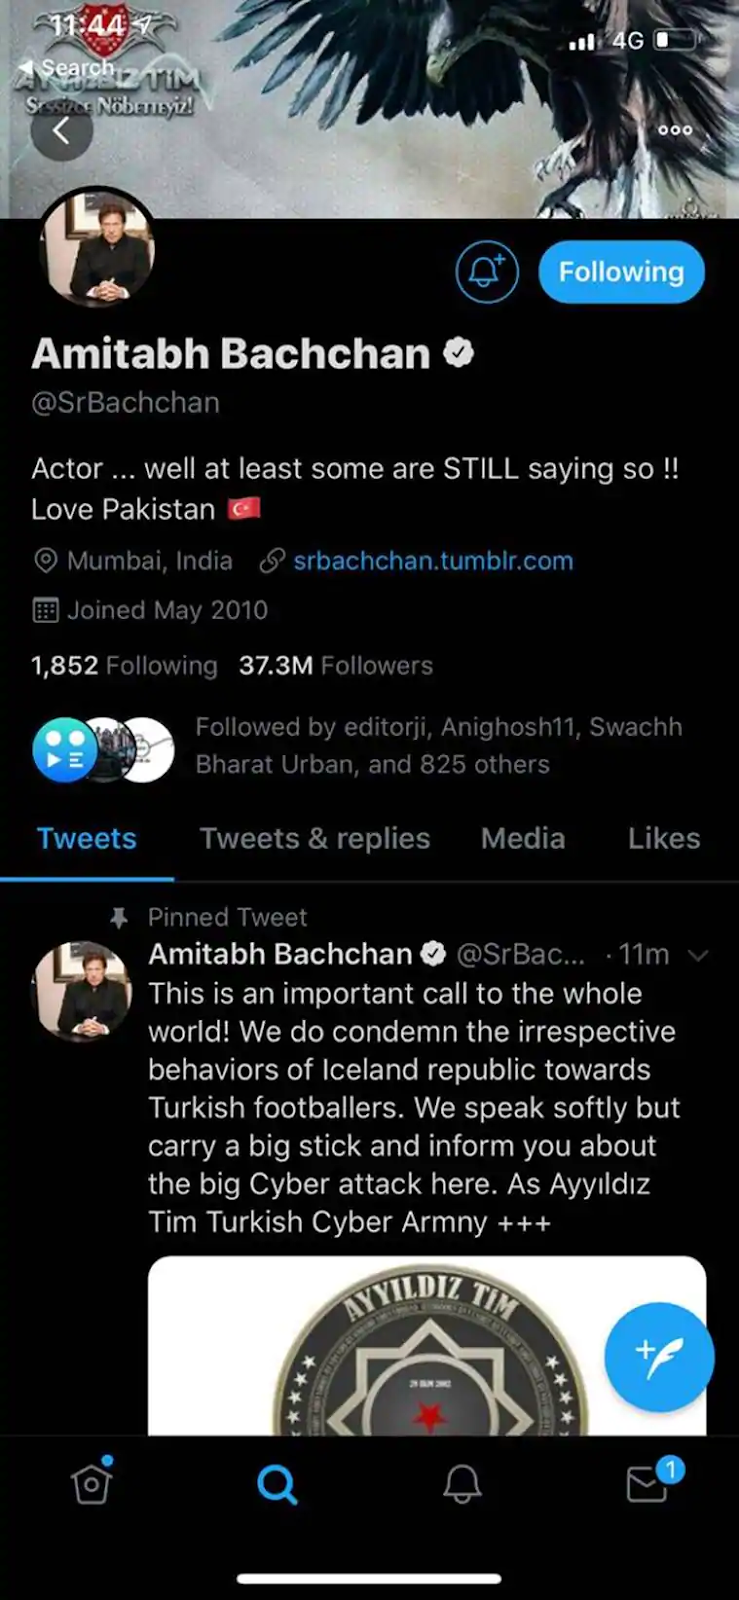 11:44
4G
Search
AYYILDIZ TİM
Sessizce Nöbetteyiz!
Following
Amitabh Bachchan
@SrBachchan
Actor ... well at least some are STILL saying so !!
Love Pakistan 🇹🇷
Mumbai, India srbachchan.tumblr.com
Joined May 2010
1,852 Following 37.3M Followers
Followed by editorji, Anighosh11, Swachh
Bharat Urban, and 825 others
Tweets Tweets & replies Media Likes
Pinned Tweet
Amitabh Bachchan @SrBac... · 11m
This is an important call to the whole
world! We do condemn the irrespective
behaviors of Iceland republic towards
Turkish footballers. We speak softly but
carry a big stick and inform you about
the big Cyber attack here. As Ayyıldız
Tim Turkish Cyber Armny +++
AYYILDIZ TİM
1